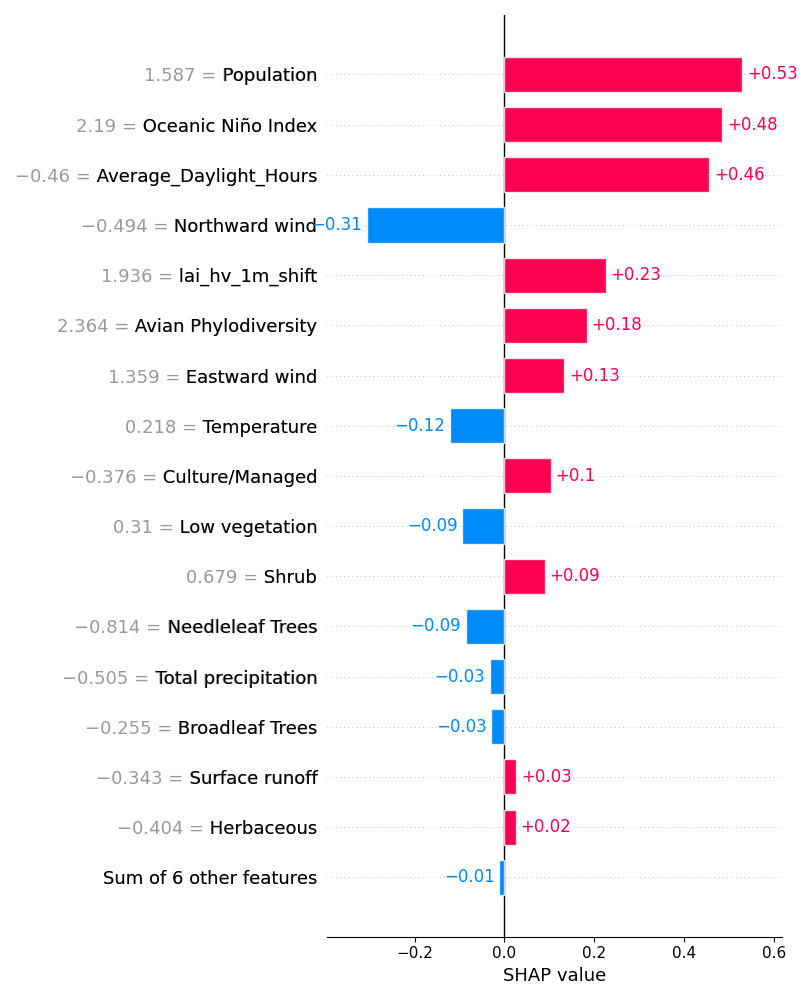 1.587 = Population +0.53
2.19 = Oceanic Niño Index +0.48
−0.46 = Average_Daylight_Hours +0.46
−0.494 = Northward wind −0.31
1.936 = lai_hv_1m_shift +0.23
2.364 = Avian Phylodiversity +0.18
1.359 = Eastward wind +0.13
0.218 = Temperature −0.12
−0.376 = Culture/Managed +0.1
0.31 = Low vegetation −0.09
0.679 = Shrub +0.09
−0.814 = Needleleaf Trees −0.09
−0.505 = Total precipitation −0.03
−0.255 = Broadleaf Trees −0.03
−0.343 = Surface runoff +0.03
−0.404 = Herbaceous +0.02
Sum of 6 other features −0.01
−0.2 0.0 0.2 0.4 0.6
SHAP value